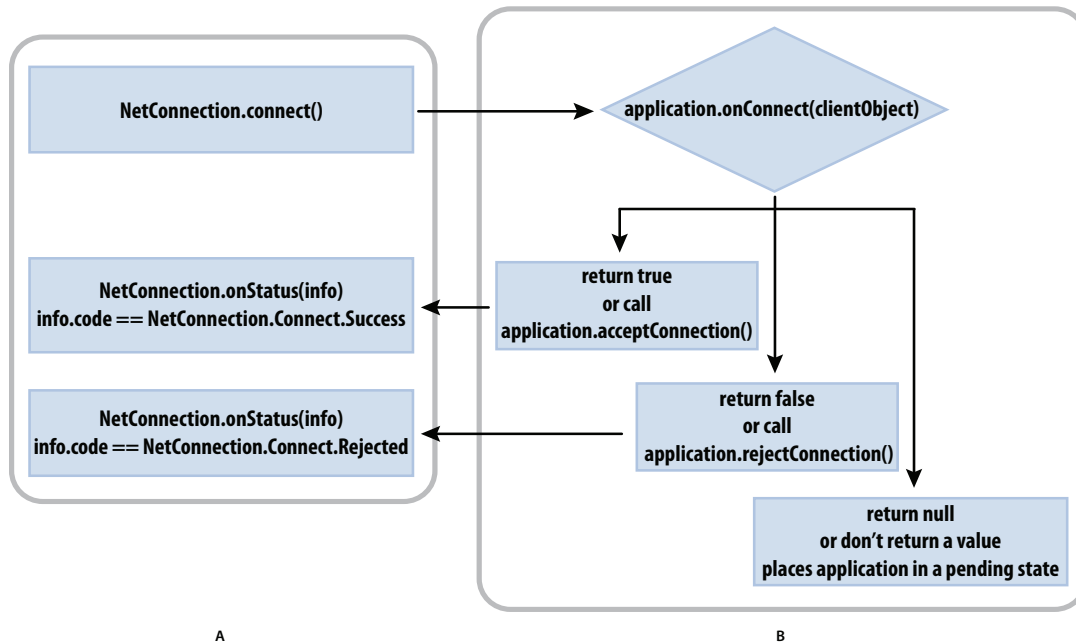 NetConnection.connect()
application.onConnect(clientObject)
NetConnection.onStatus(info)
info.code == NetConnection.Connect.Success
return true
or call
application.acceptConnection()
NetConnection.onStatus(info)
info.code == NetConnection.Connect.Rejected
return false
or call
application.rejectConnection()
return null
or don’t return a value
places application in a pending state
A
B